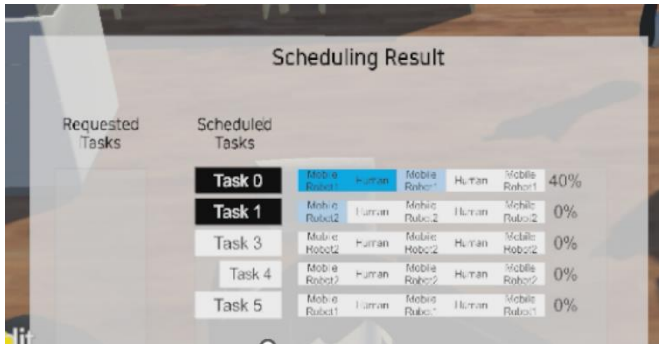 Scheduling Result
Requested Tasks
Scheduled Tasks
Task 0 Mobile Robot1 Human Mobile Robot1 Human Mobile Robot1 40%
Task 1 Mobile Robot2 Human Mobile Robot2 Human Mobile Robot2 0%
Task 3 Mobile Robot2 Human Mobile Robot2 Human Mobile Robot2 0%
Task 4 Mobile Robot2 Human Mobile Robot2 Human Mobile Robot2 0%
Task 5 Mobile Robot1 Human Mobile Robot1 Human Mobile Robot1 0%
lit